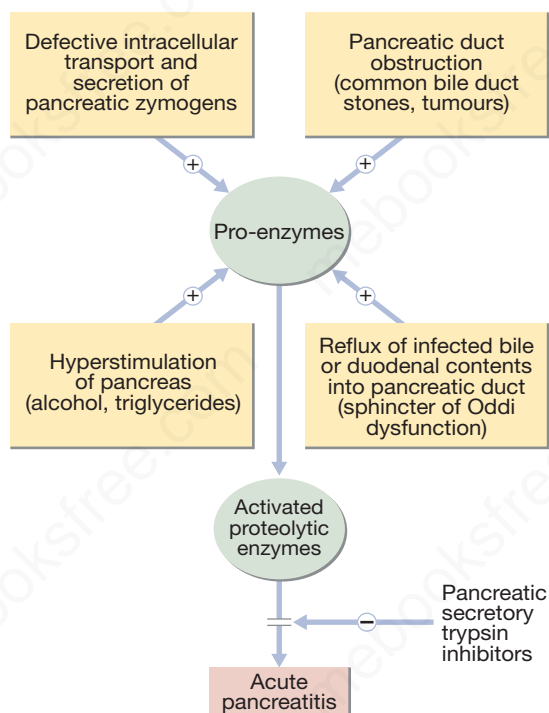 Defective intracellular
transport and
secretion of
pancreatic zymogens
Pancreatic duct
obstruction
(common bile duct
stones, tumours)
+
+
Pro-enzymes
+
+
Hyperstimulation
of pancreas
(alcohol, triglycerides)
Reflux of infected bile
or duodenal contents
into pancreatic duct
(sphincter of Oddi
dysfunction)
Activated
proteolytic
enzymes
−
Pancreatic
secretory
trypsin
inhibitors
Acute
pancreatitis
mebooksfree.com